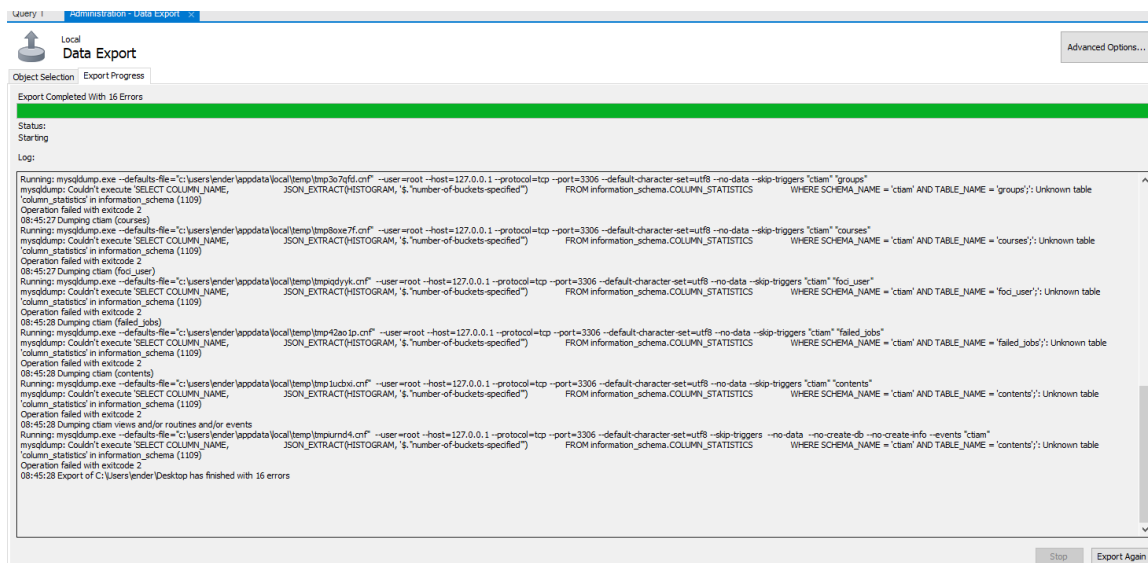 Query 1 Administration - Data Export ×
Local
Data Export
Advanced Options...
Object Selection Export Progress
Export Completed With 16 Errors
Status:
Starting
Log:
Running: mysqldump.exe --defaults-file="c:\users\ender\appdata\local\temp\tmp3o7qfd.cnf" --user=root --host=127.0.0.1 --protocol=tcp --port=3306 --default-character-set=utf8 --no-data --skip-triggers "ctiam" "groups"
mysqldump: Couldn't execute 'SELECT COLUMN_NAME, JSON_EXTRACT(HISTOGRAM, '$."number-of-buckets-specified"') FROM information_schema.COLUMN_STATISTICS WHERE SCHEMA_NAME = 'ctiam' AND TABLE_NAME = 'groups';': Unknown table
'column_statistics' in information_schema (1109)
Operation failed with exitcode 2
08:45:27 Dumping ctiam (courses)
Running: mysqldump.exe --defaults-file="c:\users\ender\appdata\local\temp\tmp8oxe7f.cnf" --user=root --host=127.0.0.1 --protocol=tcp --port=3306 --default-character-set=utf8 --no-data --skip-triggers "ctiam" "courses"
mysqldump: Couldn't execute 'SELECT COLUMN_NAME, JSON_EXTRACT(HISTOGRAM, '$."number-of-buckets-specified"') FROM information_schema.COLUMN_STATISTICS WHERE SCHEMA_NAME = 'ctiam' AND TABLE_NAME = 'courses';': Unknown table
'column_statistics' in information_schema (1109)
Operation failed with exitcode 2
08:45:27 Dumping ctiam (foci_user)
Running: mysqldump.exe --defaults-file="c:\users\ender\appdata\local\temp\tmpiqdyyk.cnf" --user=root --host=127.0.0.1 --protocol=tcp --port=3306 --default-character-set=utf8 --no-data --skip-triggers "ctiam" "foci_user"
mysqldump: Couldn't execute 'SELECT COLUMN_NAME, JSON_EXTRACT(HISTOGRAM, '$."number-of-buckets-specified"') FROM information_schema.COLUMN_STATISTICS WHERE SCHEMA_NAME = 'ctiam' AND TABLE_NAME = 'foci_user';': Unknown table
'column_statistics' in information_schema (1109)
Operation failed with exitcode 2
08:45:28 Dumping ctiam (failed_jobs)
Running: mysqldump.exe --defaults-file="c:\users\ender\appdata\local\temp\tmp42ao1p.cnf" --user=root --host=127.0.0.1 --protocol=tcp --port=3306 --default-character-set=utf8 --no-data --skip-triggers "ctiam" "failed_jobs"
mysqldump: Couldn't execute 'SELECT COLUMN_NAME, JSON_EXTRACT(HISTOGRAM, '$."number-of-buckets-specified"') FROM information_schema.COLUMN_STATISTICS WHERE SCHEMA_NAME = 'ctiam' AND TABLE_NAME = 'failed_jobs';': Unknown table
'column_statistics' in information_schema (1109)
Operation failed with exitcode 2
08:45:28 Dumping ctiam (contents)
Running: mysqldump.exe --defaults-file="c:\users\ender\appdata\local\temp\tmp1ucbxi.cnf" --user=root --host=127.0.0.1 --protocol=tcp --port=3306 --default-character-set=utf8 --no-data --skip-triggers "ctiam" "contents"
mysqldump: Couldn't execute 'SELECT COLUMN_NAME, JSON_EXTRACT(HISTOGRAM, '$."number-of-buckets-specified"') FROM information_schema.COLUMN_STATISTICS WHERE SCHEMA_NAME = 'ctiam' AND TABLE_NAME = 'contents';': Unknown table
'column_statistics' in information_schema (1109)
Operation failed with exitcode 2
08:45:28 Dumping ctiam views and/or routines and/or events
Running: mysqldump.exe --defaults-file="c:\users\ender\appdata\local\temp\tmpiurnd4.cnf" --user=root --host=127.0.0.1 --protocol=tcp --port=3306 --default-character-set=utf8 --skip-triggers --no-data --no-create-db --no-create-info --events "ctiam"
mysqldump: Couldn't execute 'SELECT COLUMN_NAME, JSON_EXTRACT(HISTOGRAM, '$."number-of-buckets-specified"') FROM information_schema.COLUMN_STATISTICS WHERE SCHEMA_NAME = 'ctiam' AND TABLE_NAME = 'contents';': Unknown table
'column_statistics' in information_schema (1109)
Operation failed with exitcode 2
08:45:28 Export of C:\Users\ender\Desktop has finished with 16 errors
Stop Export Again